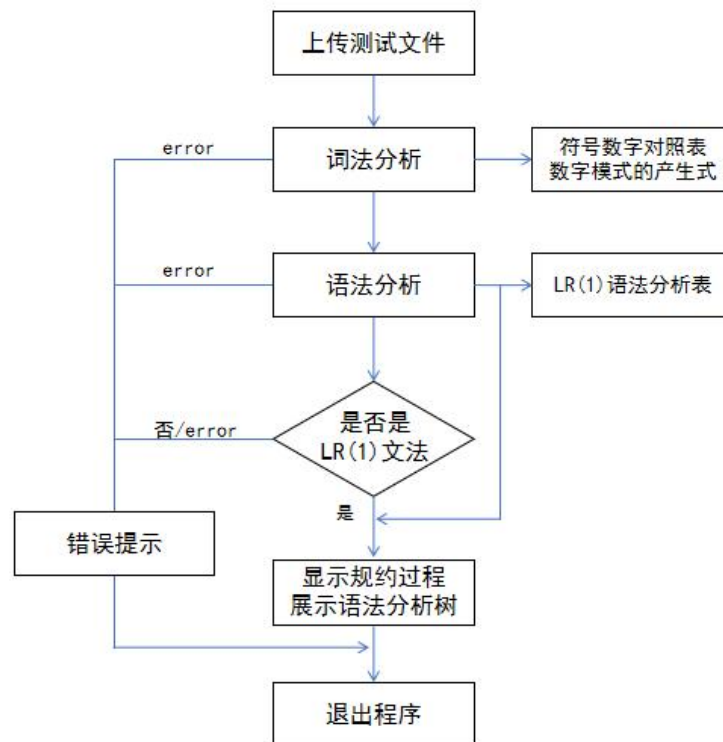 上传测试文件
error
词法分析
符号数字对照表
数字模式的产生式
error
语法分析
LR(1)语法分析表
否/error
是否是
LR(1)文法
是
错误提示
显示规约过程
展示语法分析树
退出程序